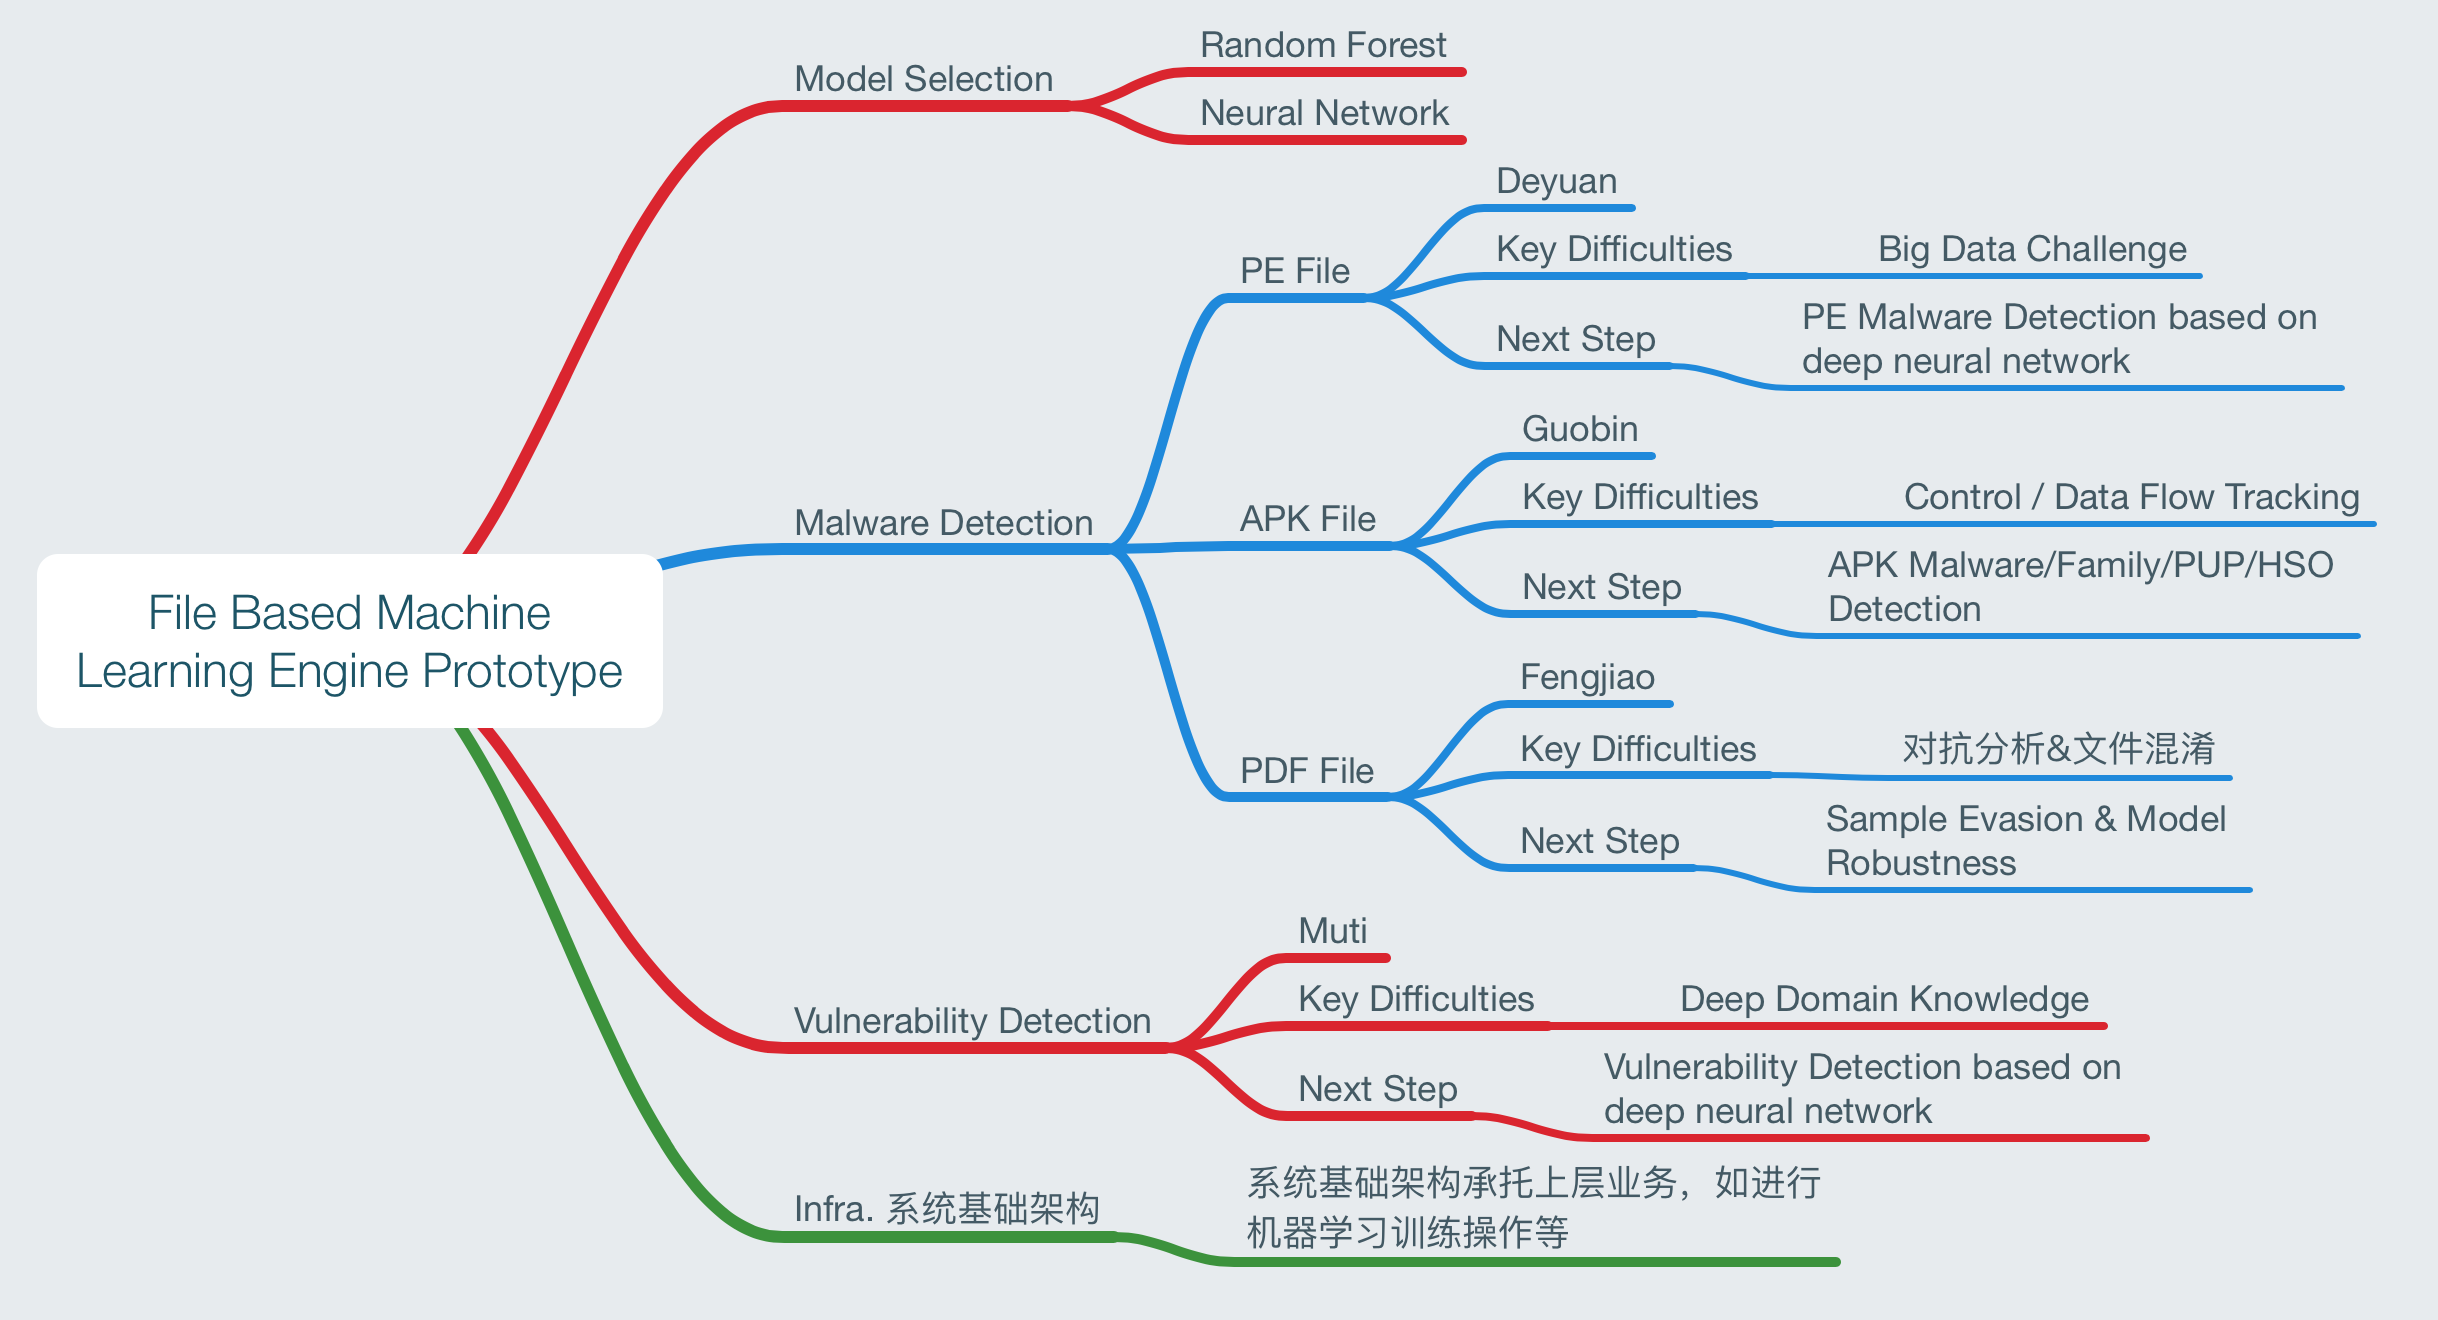 File Based Machine
Learning Engine Prototype
Model Selection
Random Forest
Neural Network
Malware Detection
PE File
Deyuan
Key Difficulties
Big Data Challenge
Next Step
PE Malware Detection based on
deep neural network
APK File
Guobin
Key Difficulties
Control / Data Flow Tracking
Next Step
APK Malware/Family/PUP/HSO
Detection
PDF File
Fengjiao
Key Difficulties
对抗分析&文件混淆
Next Step
Sample Evasion & Model
Robustness
Vulnerability Detection
Muti
Key Difficulties
Deep Domain Knowledge
Next Step
Vulnerability Detection based on
deep neural network
Infra. 系统基础架构
系统基础架构承托上层业务，如进行
机器学习训练操作等